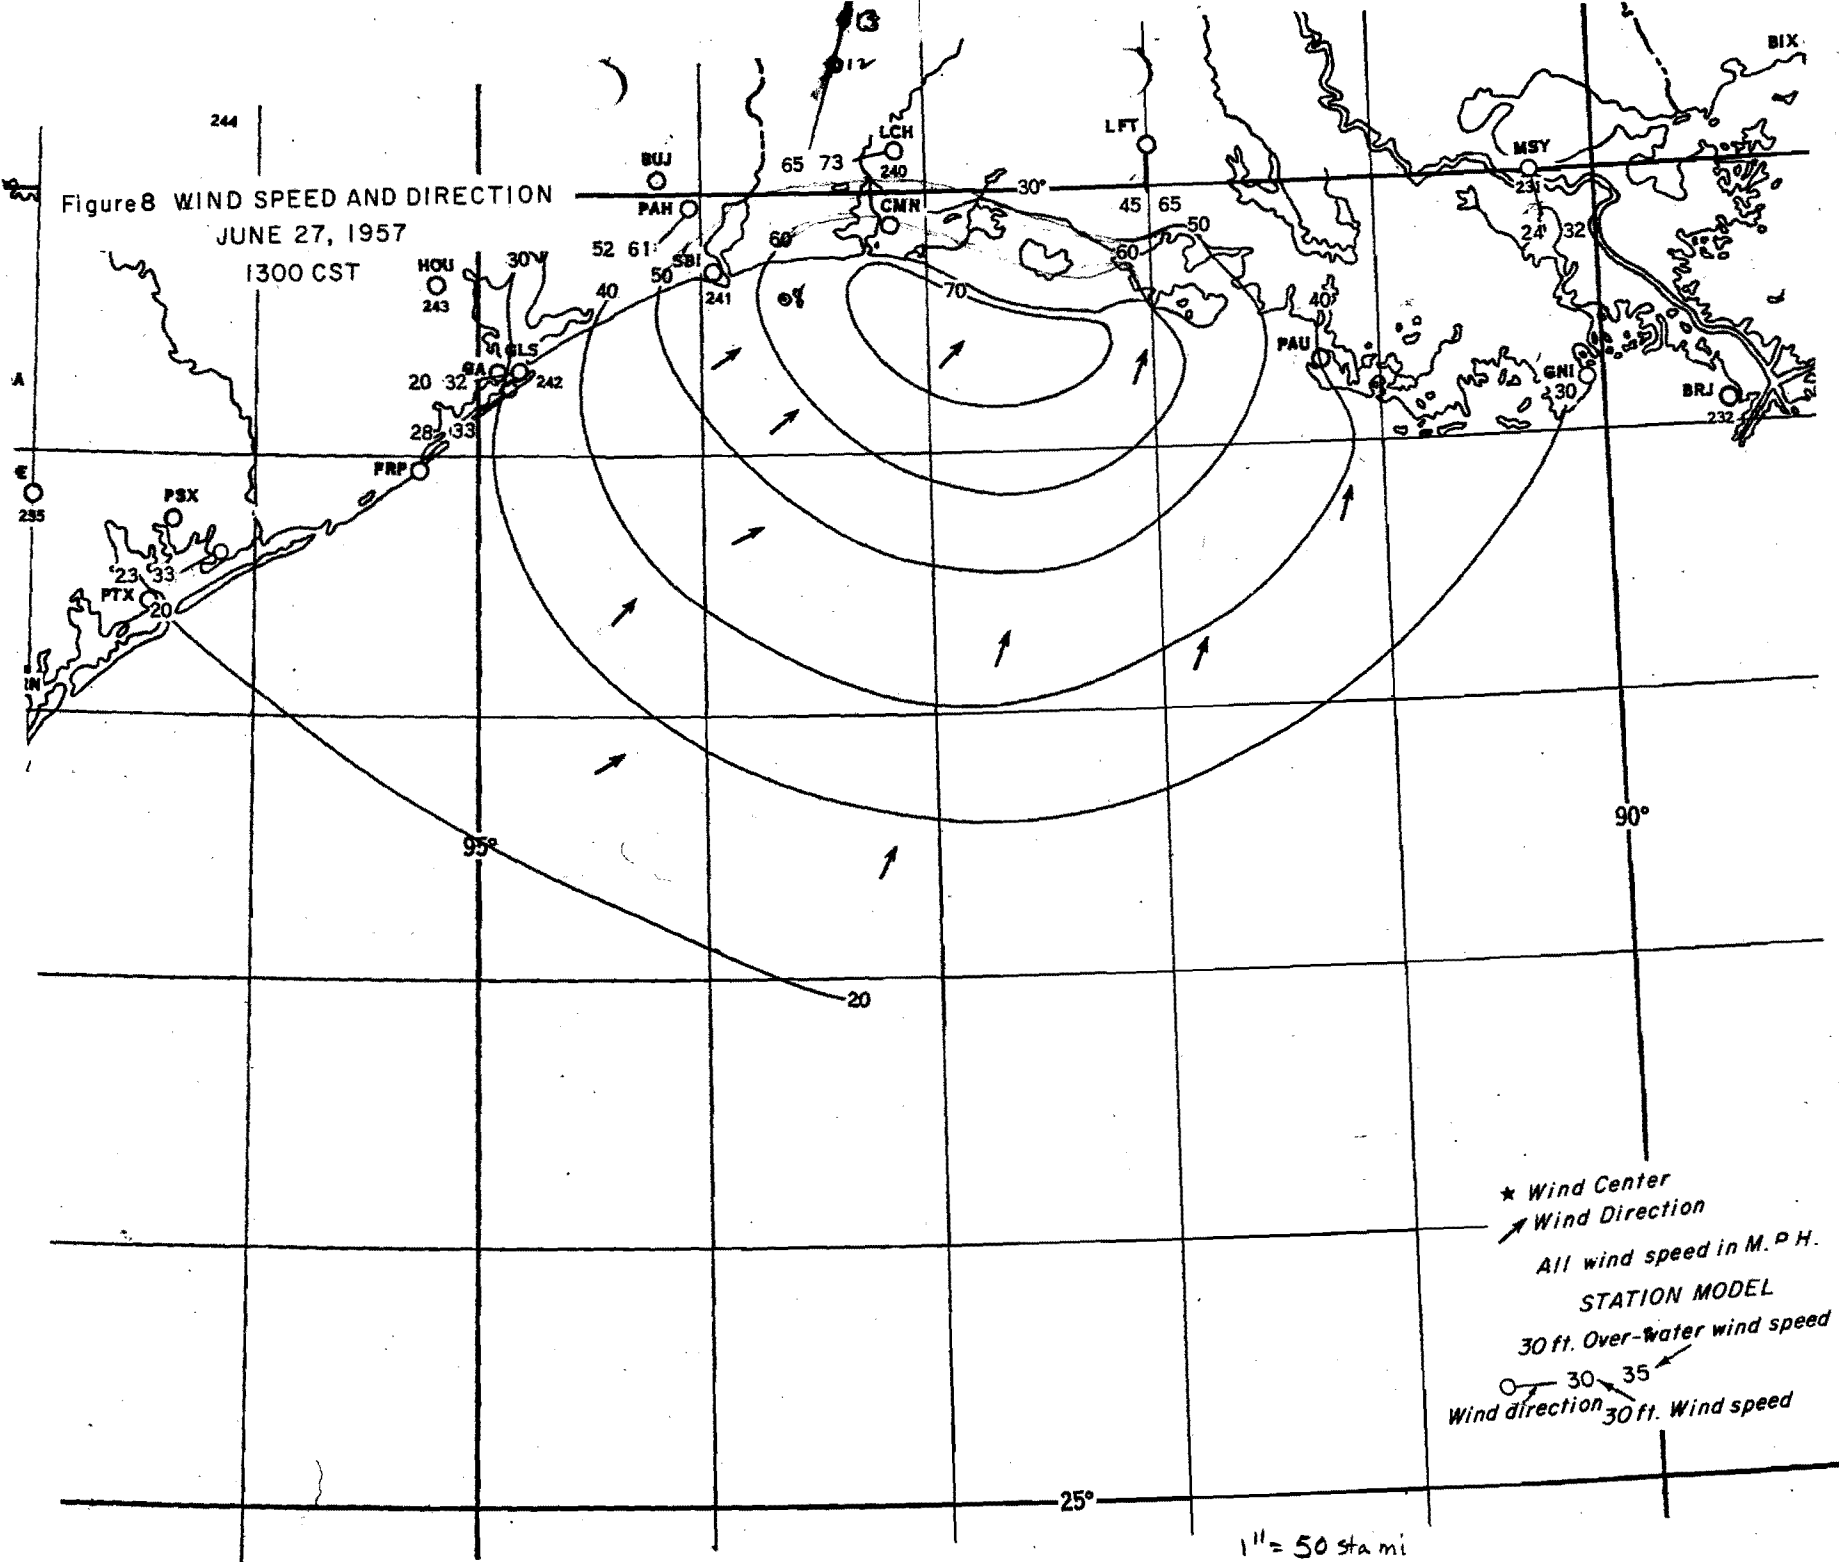 13
12
BIX
244
LCH
LFT
BUJ
65 73
MSY
240
231
Figure 8 WIND SPEED AND DIRECTION
30°
PAH
CMN
45 65
JUNE 27, 1957
50
24 32
60
52 61
60
1300 CST
HOU
30
SBI
50
243
40
241
70
40
PAU
GLS
GA
20 32
242
GNI
30
BRJ
232
A
28 33
FRP
E
PSX
235
23 33
PTX
20
IN
90°
95°
20
★ Wind Center
Wind Direction
All wind speed in M.P.H.
STATION MODEL
30 ft. Over-water wind speed
30 35
Wind direction
30 ft. Wind speed
25°
1" = 50 sta mi